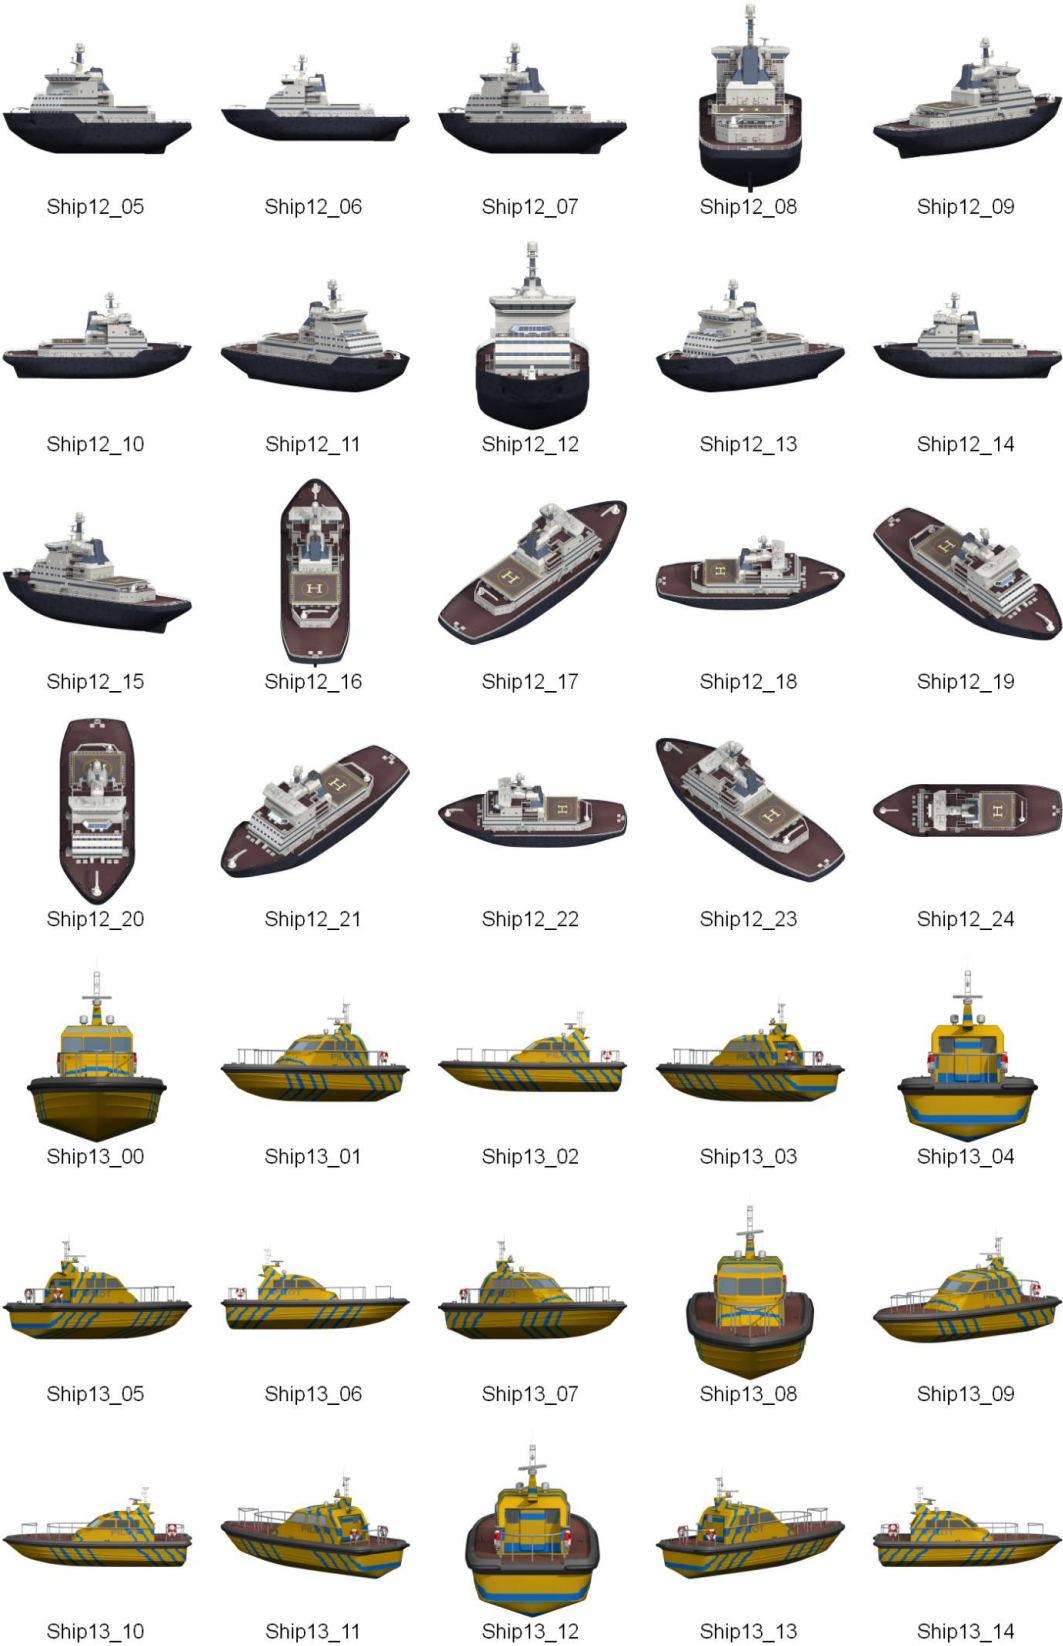 Ship12_05 Ship12_06 Ship12_07 Ship12_08 Ship12_09
Ship12_10 Ship12_11 Ship12_12 Ship12_13 Ship12_14
Ship12_15 Ship12_16 Ship12_17 Ship12_18 Ship12_19
Ship12_20 Ship12_21 Ship12_22 Ship12_23 Ship12_24
Ship13_00 Ship13_01 Ship13_02 Ship13_03 Ship13_04
Ship13_05 Ship13_06 Ship13_07 Ship13_08 Ship13_09
Ship13_10 Ship13_11 Ship13_12 Ship13_13 Ship13_14